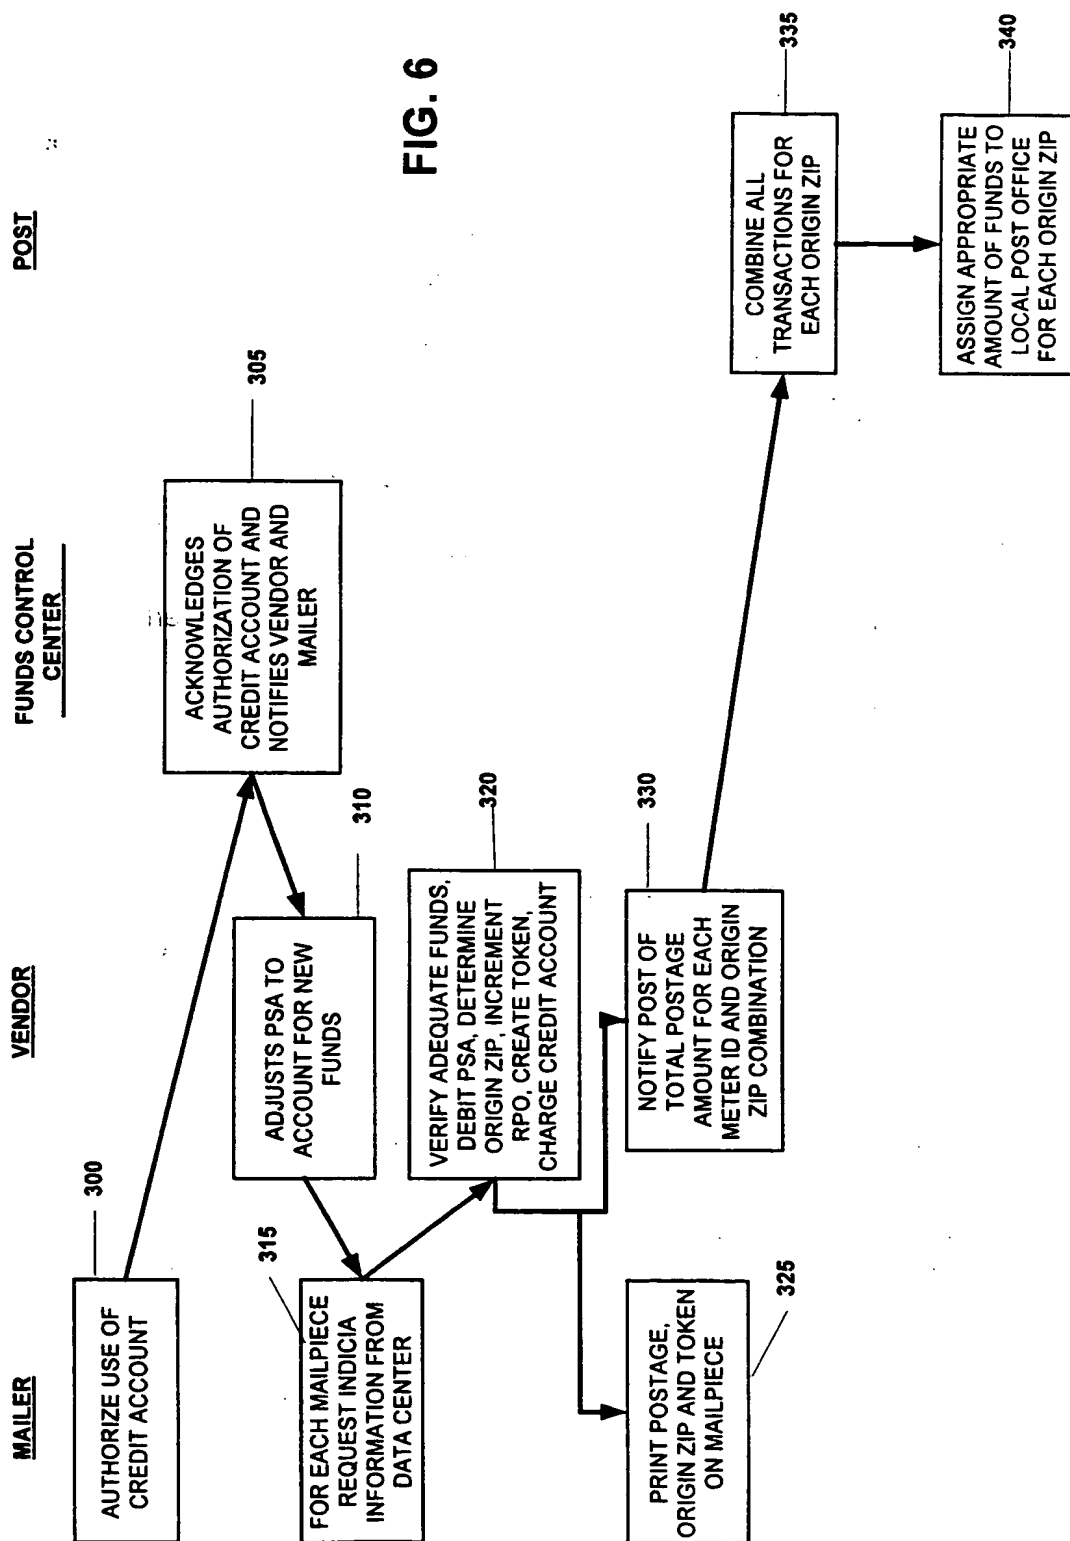 MAILER
VENDOR
FUNDS CONTROL
CENTER
POST
300
AUTHORIZE USE OF
CREDIT ACCOUNT
305
ACKNOWLEDGES
AUTHORIZATION OF
CREDIT ACCOUNT AND
NOTIFIES VENDOR AND
MAILER
310
ADJUSTS PSA TO
ACCOUNT FOR NEW
FUNDS
315
FOR EACH MAILPIECE
REQUEST INDICIA
INFORMATION FROM
DATA CENTER
320
VERIFY ADEQUATE FUNDS,
DEBIT PSA, DETERMINE
ORIGIN ZIP, INCREMENT
RPO, CREATE TOKEN,
CHARGE CREDIT ACCOUNT
325
PRINT POSTAGE,
ORIGIN ZIP AND TOKEN
ON MAILPIECE
330
NOTIFY POST OF
TOTAL POSTAGE
AMOUNT FOR EACH
METER ID AND ORIGIN
ZIP COMBINATION
335
COMBINE ALL
TRANSACTIONS FOR
EACH ORIGIN ZIP
340
ASSIGN APPROPRIATE
AMOUNT OF FUNDS TO
LOCAL POST OFFICE
FOR EACH ORIGIN ZIP
FIG. 6